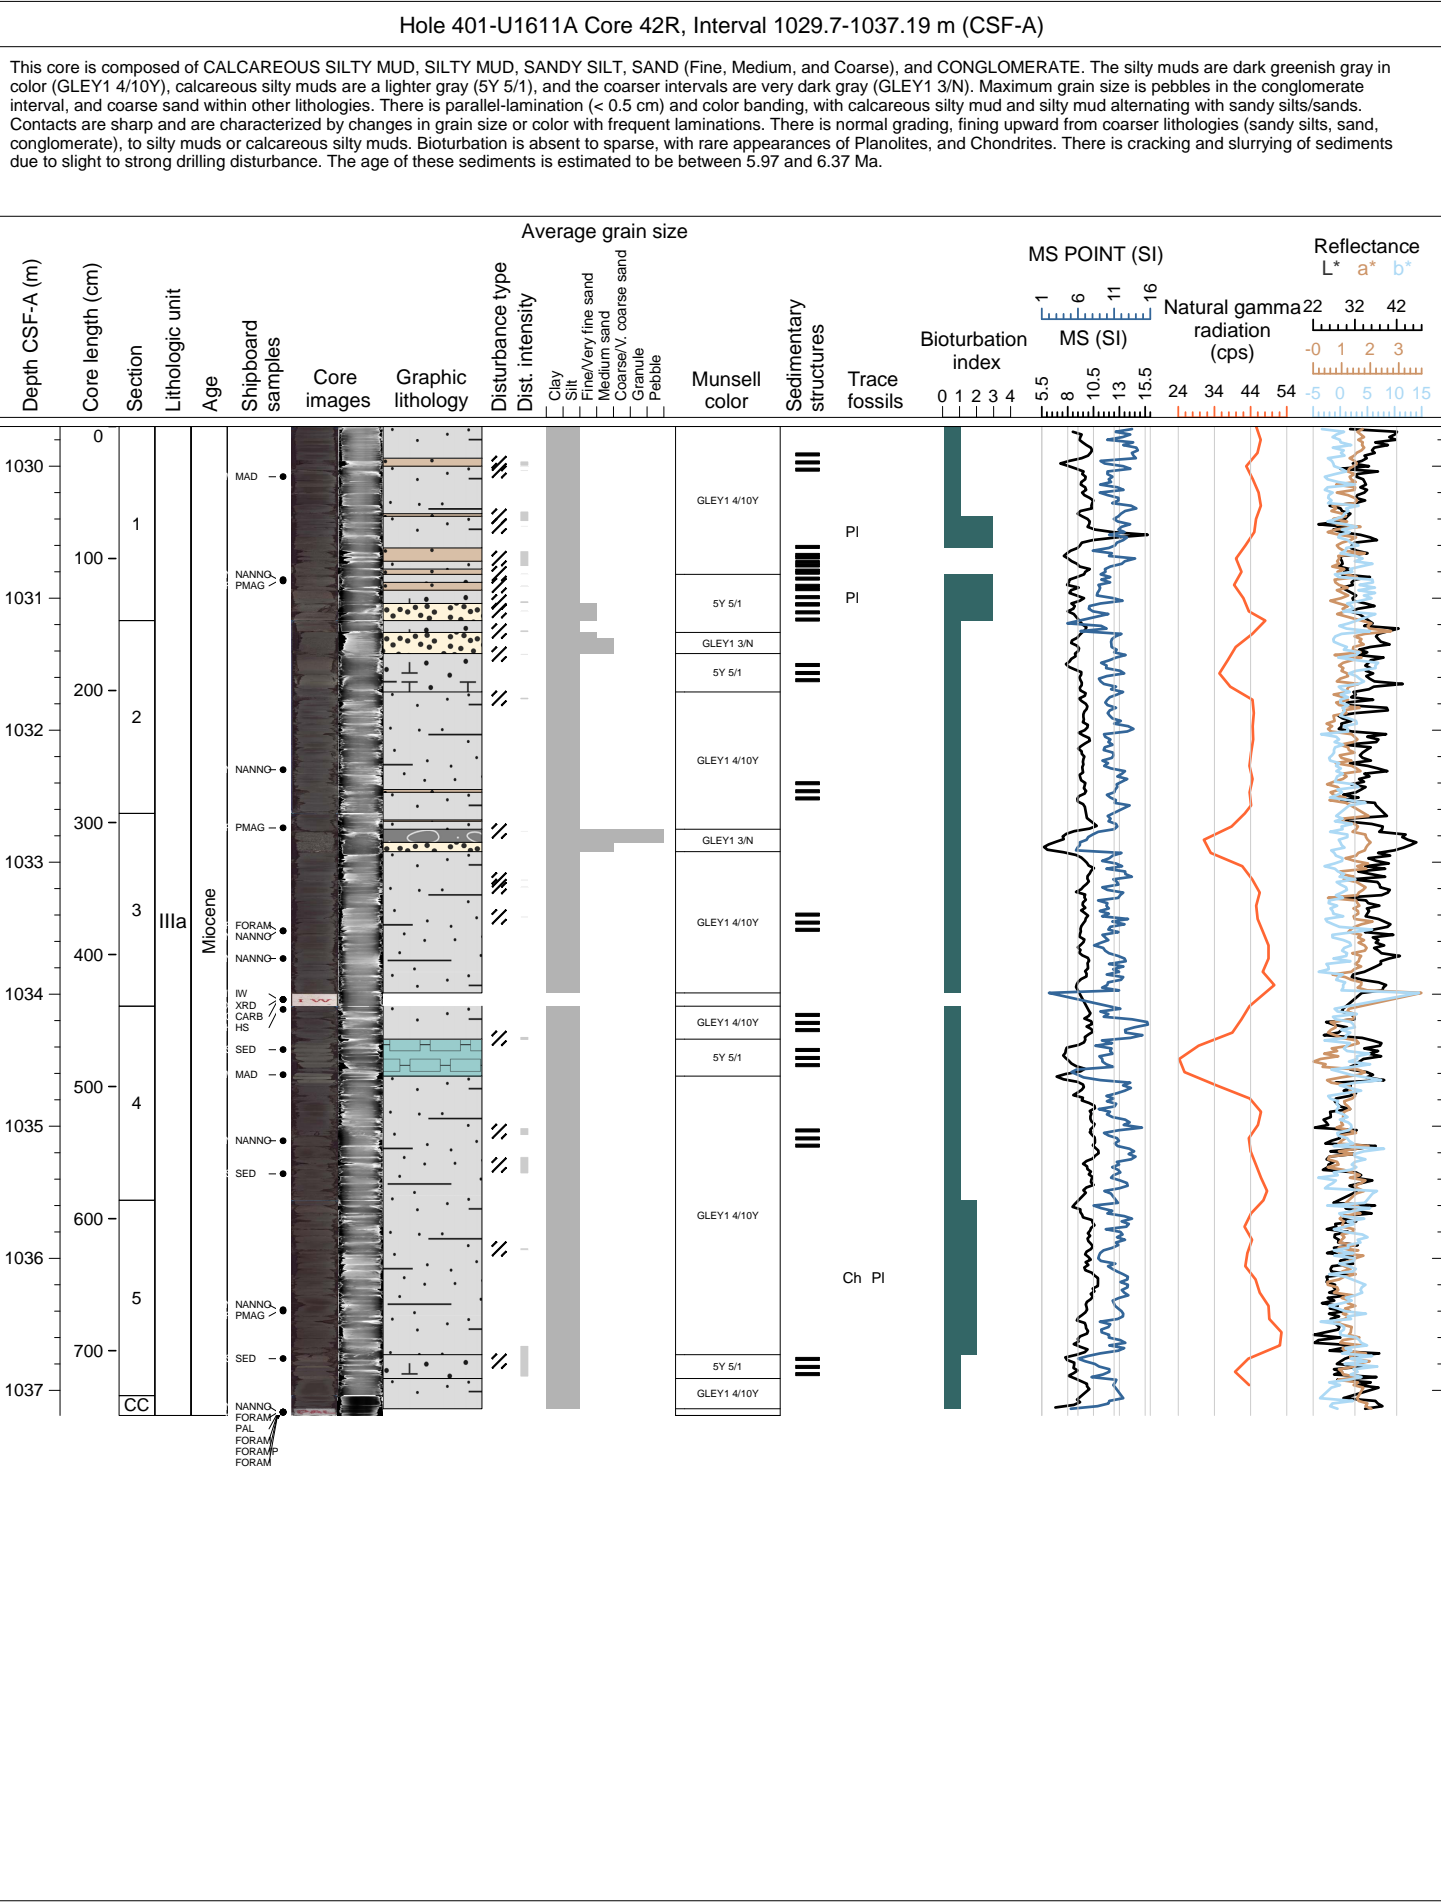 Hole 401-U1611A Core 42R, Interval 1029.7-1037.19 m (CSF-A)
This core is composed of CALCAREOUS SILTY MUD, SILTY MUD, SANDY SILT, SAND (Fine, Medium, and Coarse), and CONGLOMERATE. The silty muds are dark greenish gray in
color (GLEY1 4/10Y), calcareous silty muds are a lighter gray (5Y 5/1), and the coarser intervals are very dark gray (GLEY1 3/N). Maximum grain size is pebbles in the conglomerate
interval, and coarse sand within other lithologies. There is parallel-lamination (< 0.5 cm) and color banding, with calcareous silty mud and silty mud alternating with sandy silts/sands.
Contacts are sharp and are characterized by changes in grain size or color with frequent laminations. There is normal grading, fining upward from coarser lithologies (sandy silts, sand,
conglomerate), to silty muds or calcareous silty muds. Bioturbation is absent to sparse, with rare appearances of Planolites, and Chondrites. There is cracking and slurrying of sediments
due to slight to strong drilling disturbance. The age of these sediments is estimated to be between 5.97 and 6.37 Ma.
Depth CSF-A (m)
Core length (cm)
Section
Lithologic unit
Age
Shipboard
samples
Core
images
Graphic
lithology
Disturbance type
Dist. intensity
Average grain size
Clay
Silt
Fine/Very fine sand
Medium sand
Coarse/V. coarse sand
Granule
Pebble
Munsell
color
Sedimentary
structures
Trace
fossils
Bioturbation
index
0 1 2 3 4
MS POINT (SI)
1 6 11 16
MS (SI)
5.5 8 10.5 13 15.5
Natural gamma
radiation
(cps)
24 34 44 54
Reflectance
L* a* b*
22 32 42
-0 1 2 3
-5 0 5 10 15
1030
1031
1032
1033
1034
1035
1036
1037
0
100
200
300
400
500
600
700
1
2
3
4
5
CC
IIIa
Miocene
MAD
NANNO
PMAG
NANNO
PMAG
FORAM
NANNO
NANNO
IW
XRD
CARB
HS
SED
MAD
NANNO
SED
NANNO
PMAG
SED
NANNO
FORAM
PAL
FORAM
FORAMP
FORAM
I W
GLEY1 4/10Y
5Y 5/1
GLEY1 3/N
5Y 5/1
GLEY1 4/10Y
GLEY1 3/N
GLEY1 4/10Y
GLEY1 4/10Y
5Y 5/1
GLEY1 4/10Y
5Y 5/1
GLEY1 4/10Y
Pl
Pl
Ch Pl